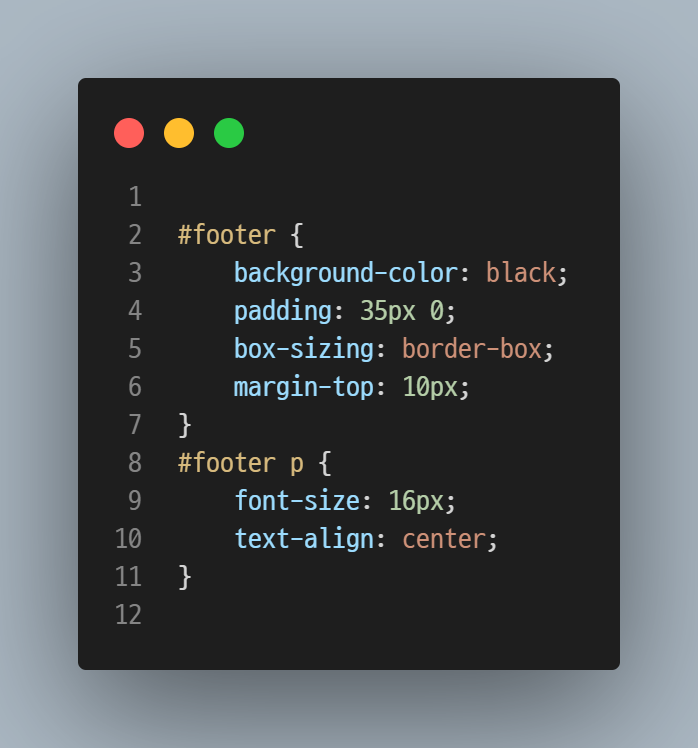 1
2 #footer {
3     background-color: black;
4     padding: 35px 0;
5     box-sizing: border-box;
6     margin-top: 10px;
7 }
8 #footer p {
9     font-size: 16px;
10     text-align: center;
11 }
12